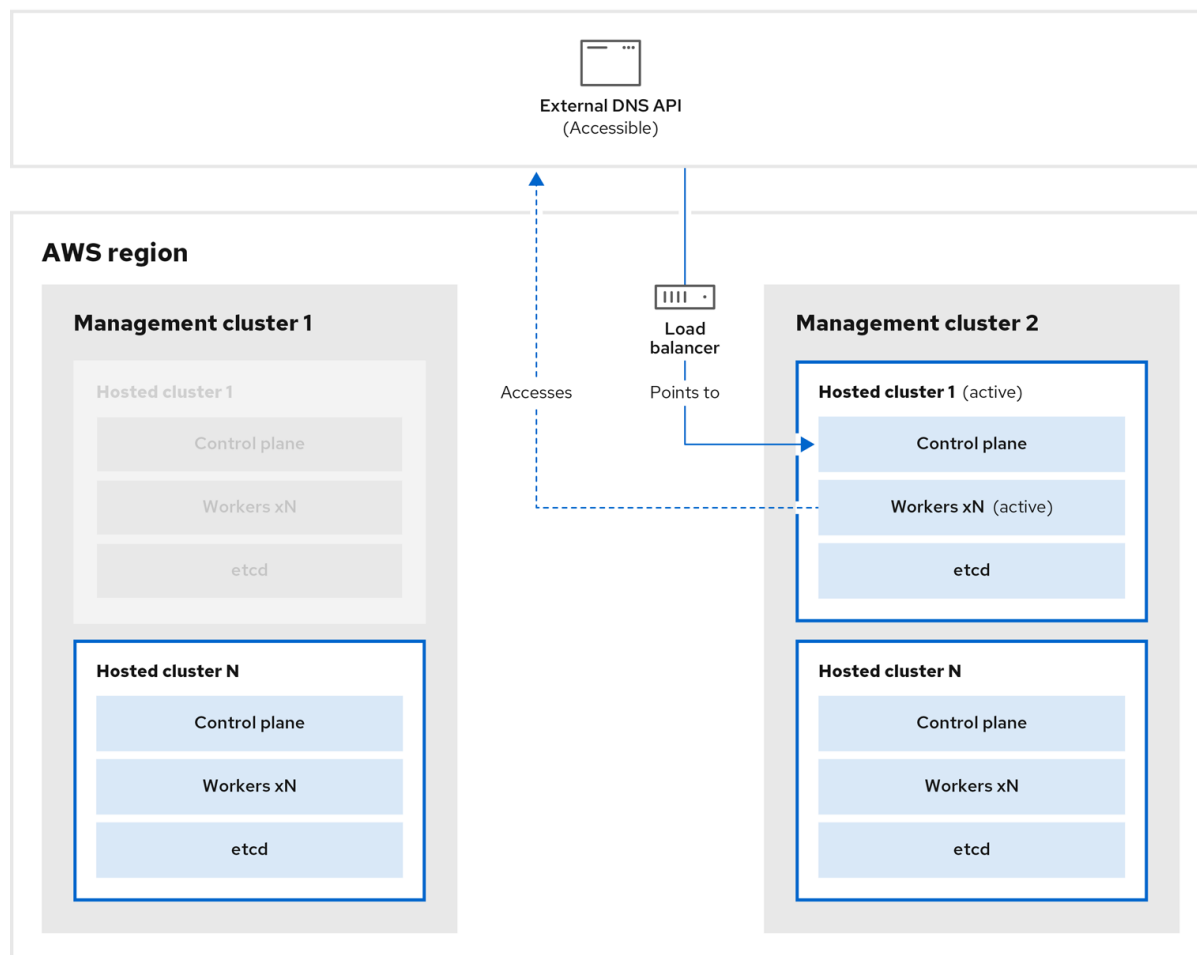 External DNS API
(Accessible)
AWS region
Management cluster 1
Hosted cluster 1
Control plane
Workers xN
etcd
Hosted cluster N
Control plane
Workers xN
etcd
Accesses
Load
balancer
Points to
Management cluster 2
Hosted cluster 1 (active)
Control plane
Workers xN (active)
etcd
Hosted cluster N
Control plane
Workers xN
etcd